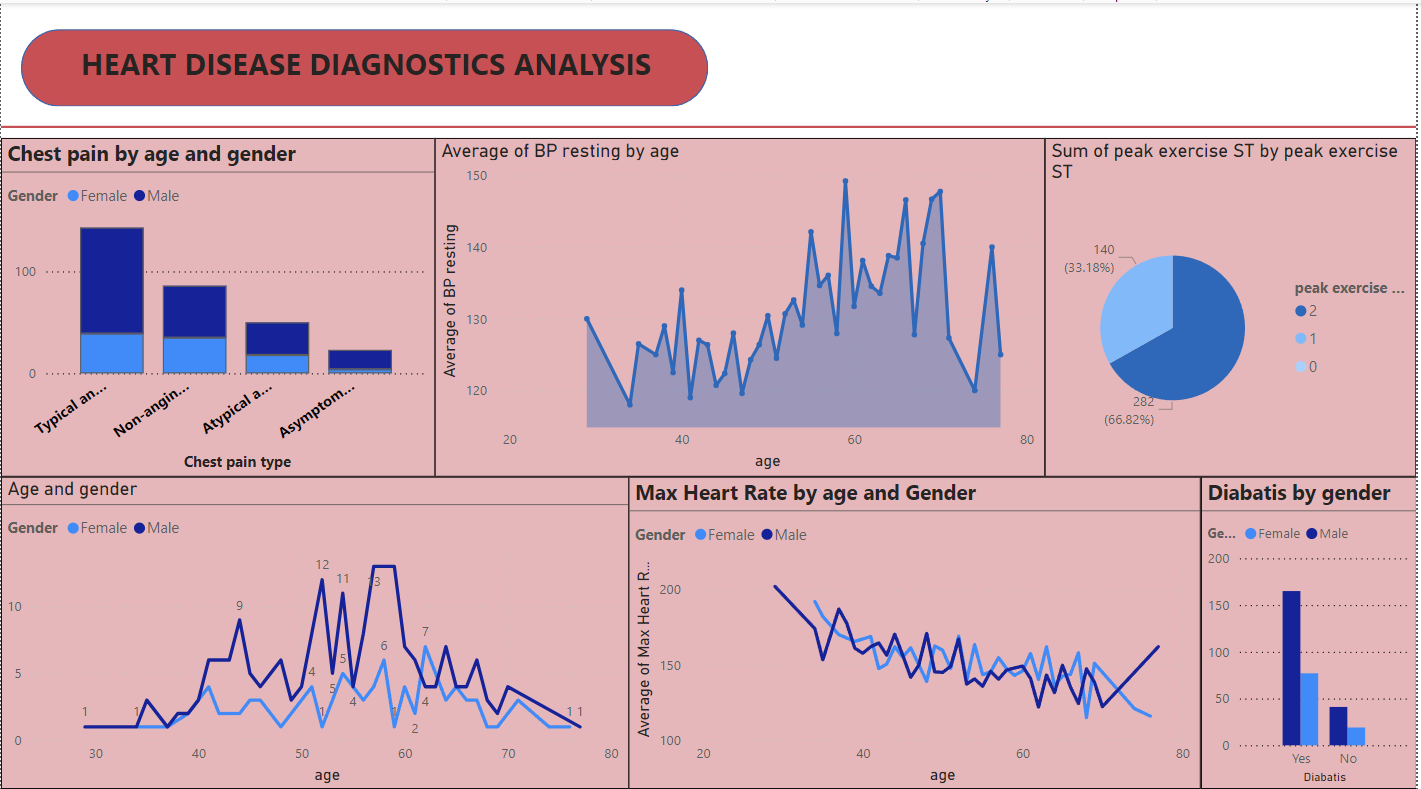 HEART DISEASE DIAGNOSTICS ANALYSIS
Chest pain by age and gender
Gender Female Male
100
0
Typical an...
Non-angin...
Atypical a...
Asymptom...
Chest pain type
Average of BP resting by age
Average of BP resting
150
140
130
120
20 40 60 80
age
Sum of peak exercise ST by peak exercise
ST
140
(33.18%)
282
(66.82%)
peak exercise ...
2
1
0
Age and gender
Gender Female Male
10
5
0
1 1 9 12 11 13 4 5 5 4 6 1 1 7 4 2 1 1
30 40 50 60 70 80
age
Max Heart Rate by age and Gender
Gender Female Male
Average of Max Heart R...
200
150
100
20 40 60 80
age
Diabatis by gender
Ge... Female Male
200
150
100
50
0
Yes No
Diabatis